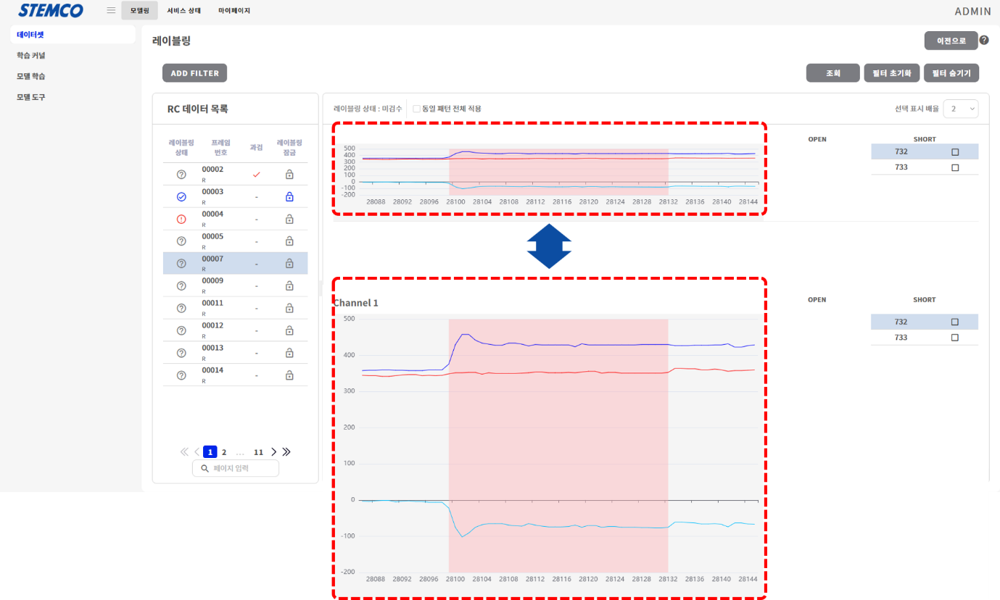 STEMCO 모델링 서비스 상태 마이페이지 ADMIN
데이터셋
학습 커널
모델 학습
모델 도구
레이블링 이전으로 ?
ADD FILTER 조회 필터 초기화 필터 숨기기
RC 데이터 목록
레이블링 상태 프레임 번호 과검 레이블링 잠금
00002
R
00003
R -
00004
R -
00005
R -
00007
R -
00009
R -
00011
R -
00012
R -
00013
R -
00014
R -
1 2 ... 11
페이지 입력
레이블링 상태 : 미검수 동일 패턴 전체 적용 선택 표시 배율 2
500
400
300
200
100
0
-100
-200
28088 28092 28096 28100 28104 28108 28112 28116 28120 28124 28128 28132 28136 28140 28144
OPEN SHORT
732
733
Channel 1
500
400
300
200
100
0
-100
-200
28088 28092 28096 28100 28104 28108 28112 28116 28120 28124 28128 28132 28136 28140 28144
OPEN SHORT
732
733